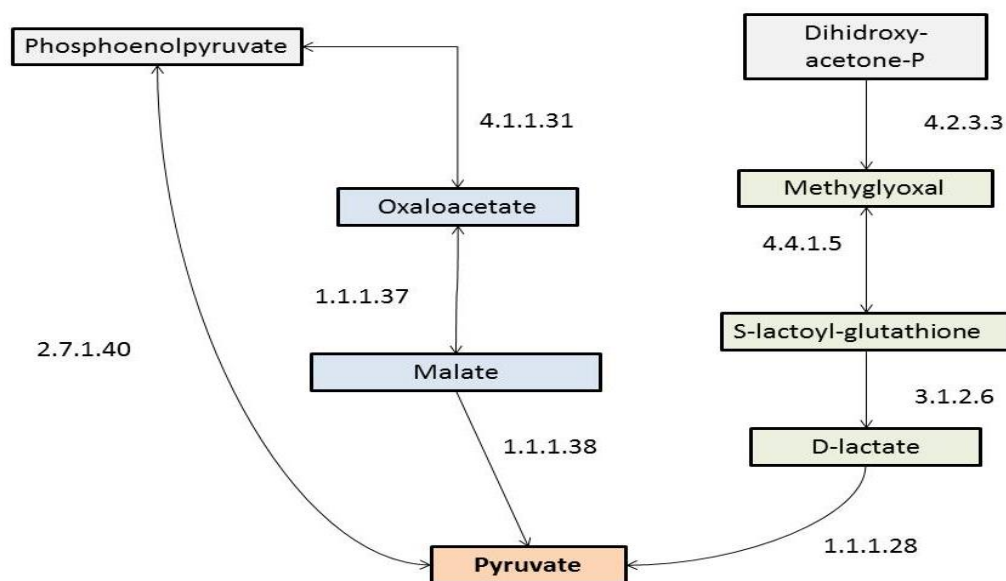 Phosphoenolpyruvate
Dihidroxy-
acetone-P
4.1.1.31
4.2.3.3
Methyglyoxal
Oxaloacetate
4.4.1.5
1.1.1.37
S-lactoyl-glutathione
2.7.1.40
Malate
3.1.2.6
1.1.1.38
D-lactate
1.1.1.28
Pyruvate